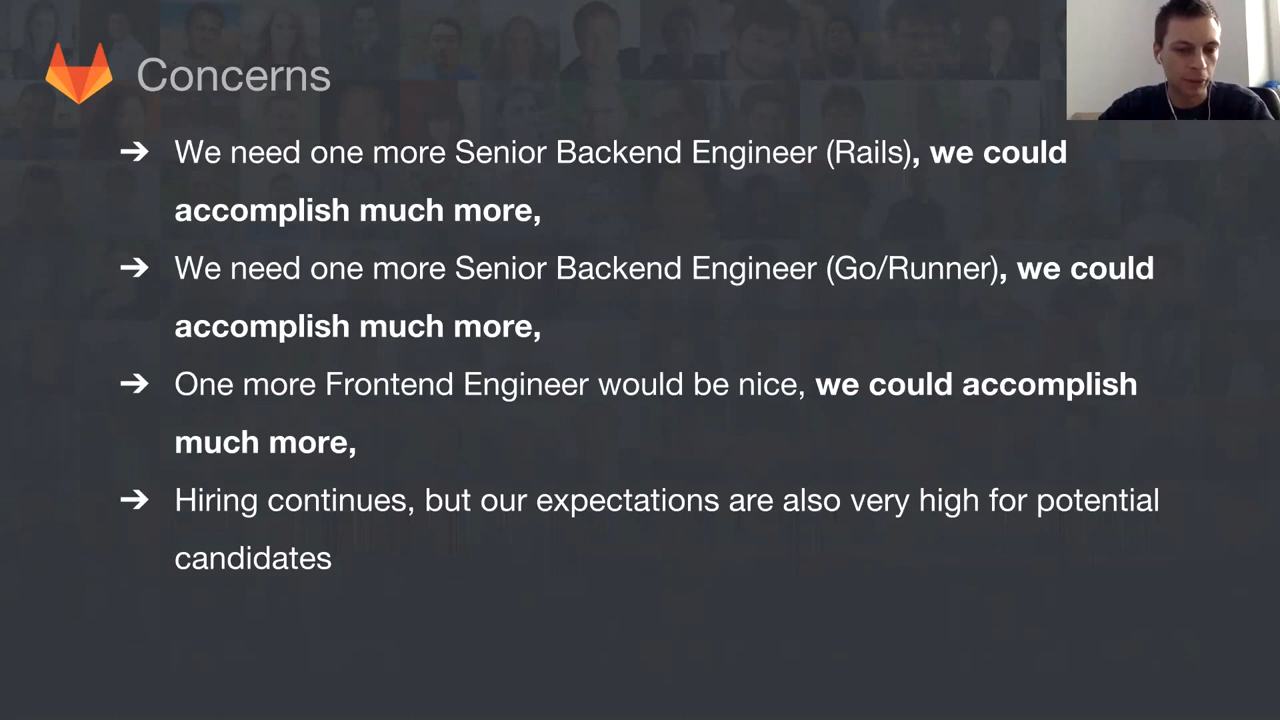 Concerns
➔ We need one more Senior Backend Engineer (Rails), we could
accomplish much more,
➔ We need one more Senior Backend Engineer (Go/Runner), we could
accomplish much more,
➔ One more Frontend Engineer would be nice, we could accomplish
much more,
➔ Hiring continues, but our expectations are also very high for potential
candidates